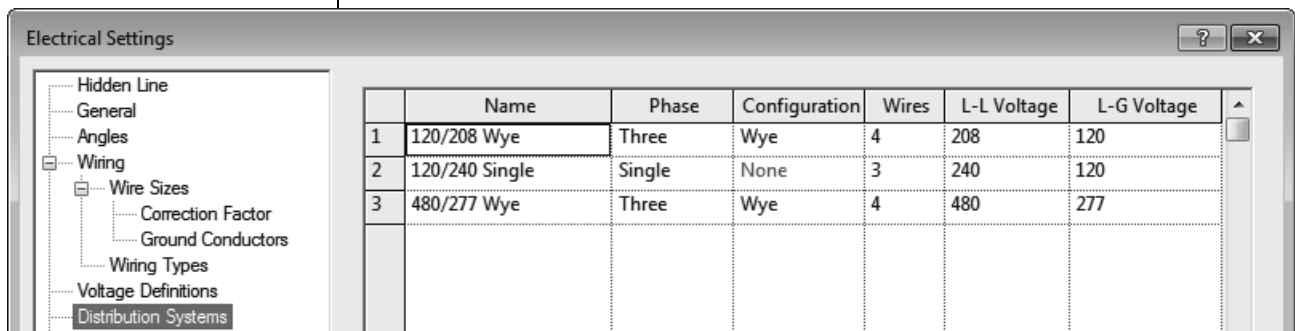 Electrical Settings
Hidden Line
General
Angles
Wiring
Wire Sizes
Correction Factor
Ground Conductors
Wiring Types
Voltage Definitions
Distribution Systems
Name Phase Configuration Wires L-L Voltage L-G Voltage
1 120/208 Wye Three Wye 4 208 120
2 120/240 Single Single None 3 240 120
3 480/277 Wye Three Wye 4 480 277